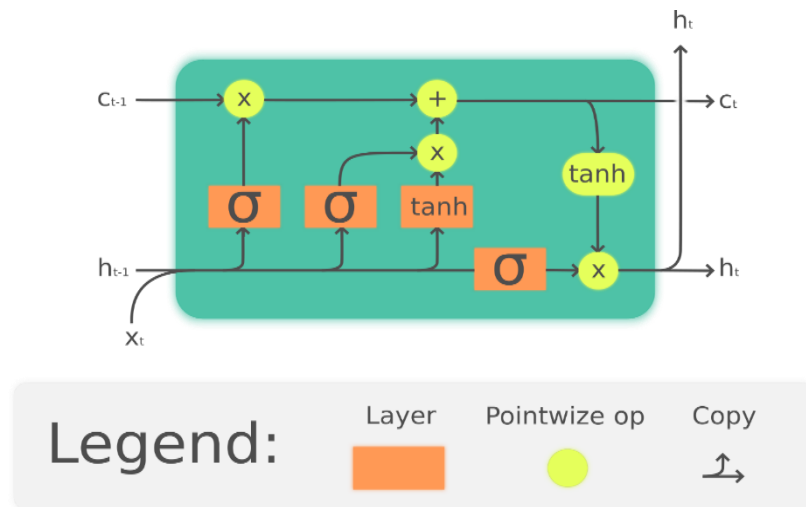 ht
ct-1 x + ct
x
tanh
σ σ tanh
ht-1 σ x ht
xt
Legend: Layer Pointwize op Copy